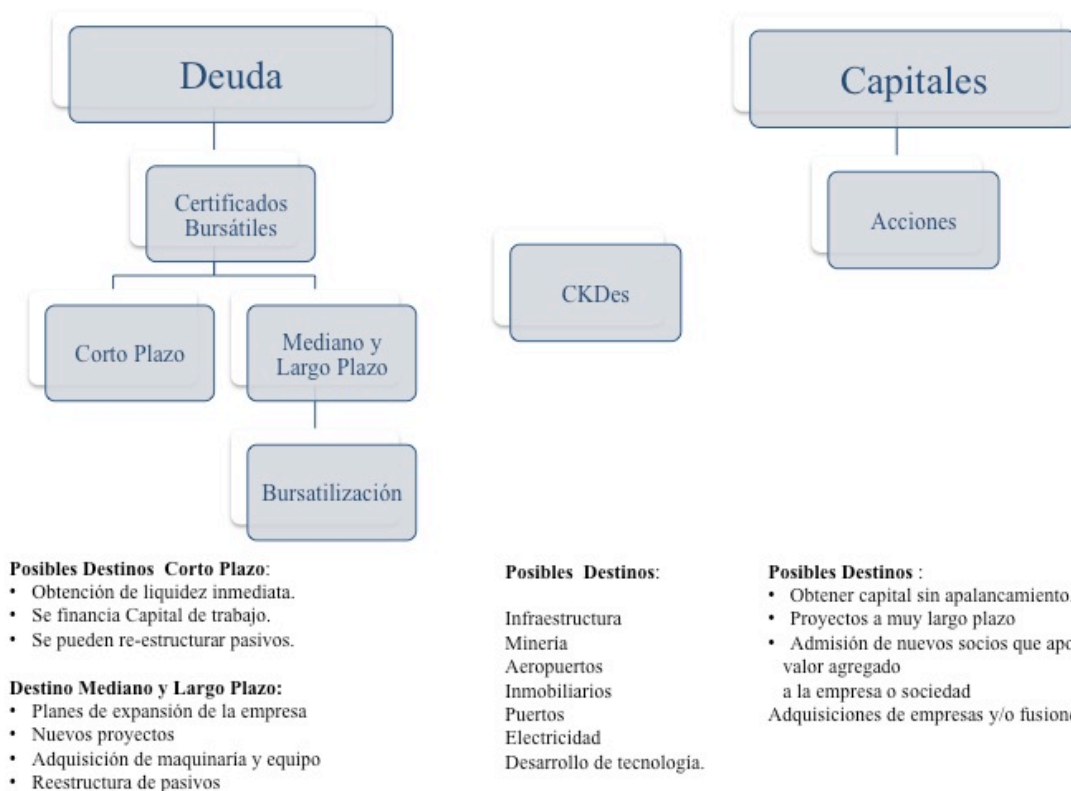 Deuda
Capitales
Certificados
Bursátiles
Acciones
CKDes
Corto Plazo
Mediano y
Largo Plazo
Bursatilización
Posibles Destinos Corto Plazo:
• Obtención de liquidez inmediata.
• Se financia Capital de trabajo.
• Se pueden re-estructurar pasivos.
Destino Mediano y Largo Plazo:
• Planes de expansión de la empresa
• Nuevos proyectos
• Adquisición de maquinaria y equipo
• Reestructura de pasivos
Posibles Destinos:
Infraestructura
Minería
Aeropuertos
Inmobiliarios
Puertos
Electricidad
Desarrollo de tecnología.
Posibles Destinos :
• Obtener capital sin apalancamiento.
• Proyectos a muy largo plazo
• Admisión de nuevos socios que apo
valor agregado
a la empresa o sociedad
Adquisiciones de empresas y/o fusion